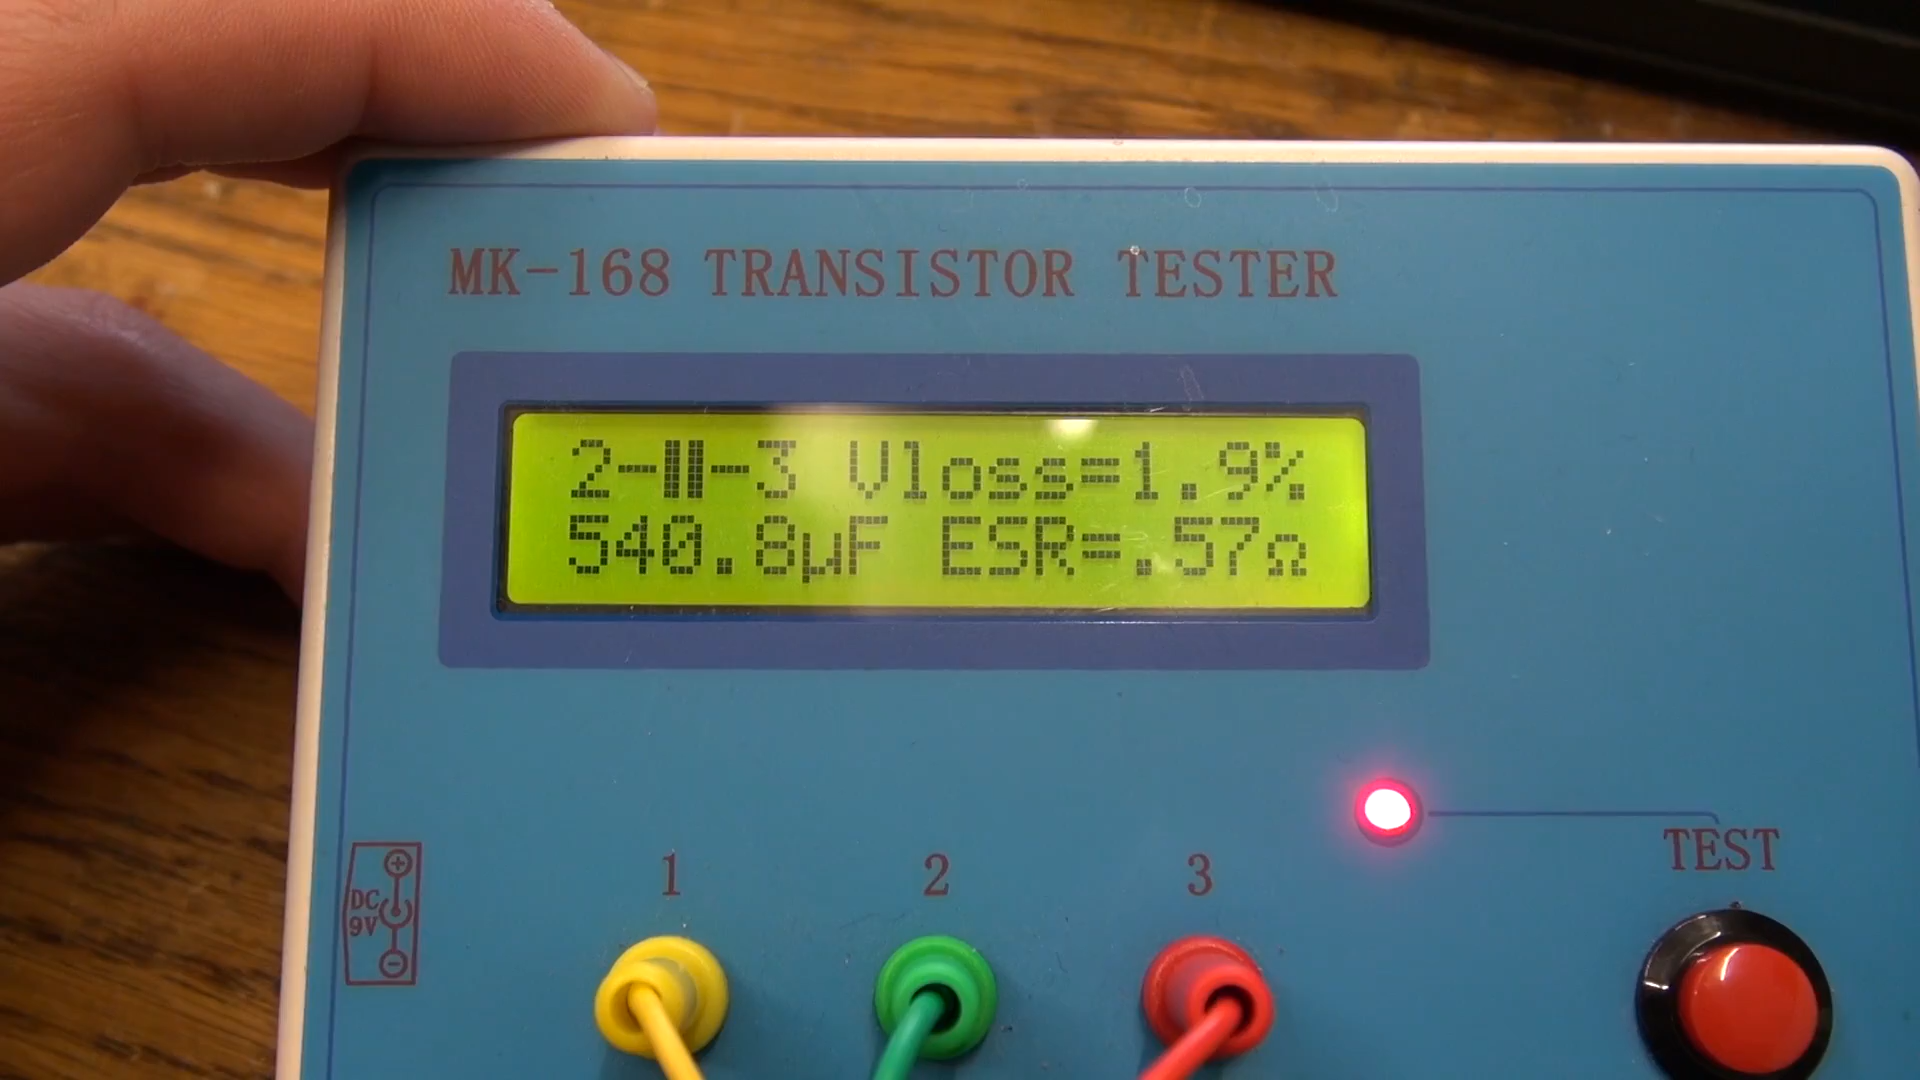 MK-168 TRANSISTOR TESTER
2-||-3 Vloss=1.9%
540.8µF ESR=.57Ω
TEST
1 2 3
DC
9V